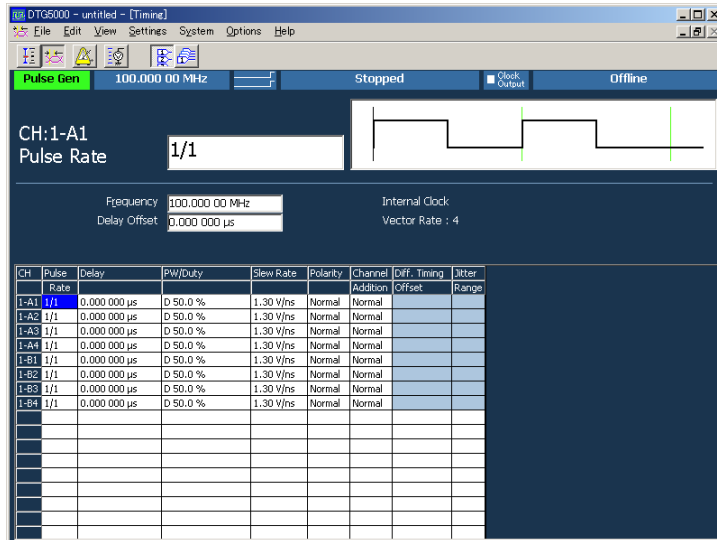 DTG5000 - untitled - [Timing]
File Edit View Settings System Options Help
Pulse Gen 100.000 00 MHz Stopped Clock Output Offline
CH:1-A1
Pulse Rate 1/1
Frequency 100.000 00 MHz Internal Clock
Delay Offset 0.000 000 µs Vector Rate : 4
CH Pulse Delay PW/Duty Slew Rate Polarity Channel Diff. Timing Jitter
Rate Addition Offset Range
1-A1 1/1 0.000 000 µs D 50.0 % 1.30 V/ns Normal Normal
1-A2 1/1 0.000 000 µs D 50.0 % 1.30 V/ns Normal Normal
1-A3 1/1 0.000 000 µs D 50.0 % 1.30 V/ns Normal Normal
1-A4 1/1 0.000 000 µs D 50.0 % 1.30 V/ns Normal Normal
1-B1 1/1 0.000 000 µs D 50.0 % 1.30 V/ns Normal Normal
1-B2 1/1 0.000 000 µs D 50.0 % 1.30 V/ns Normal Normal
1-B3 1/1 0.000 000 µs D 50.0 % 1.30 V/ns Normal Normal
1-B4 1/1 0.000 000 µs D 50.0 % 1.30 V/ns Normal Normal